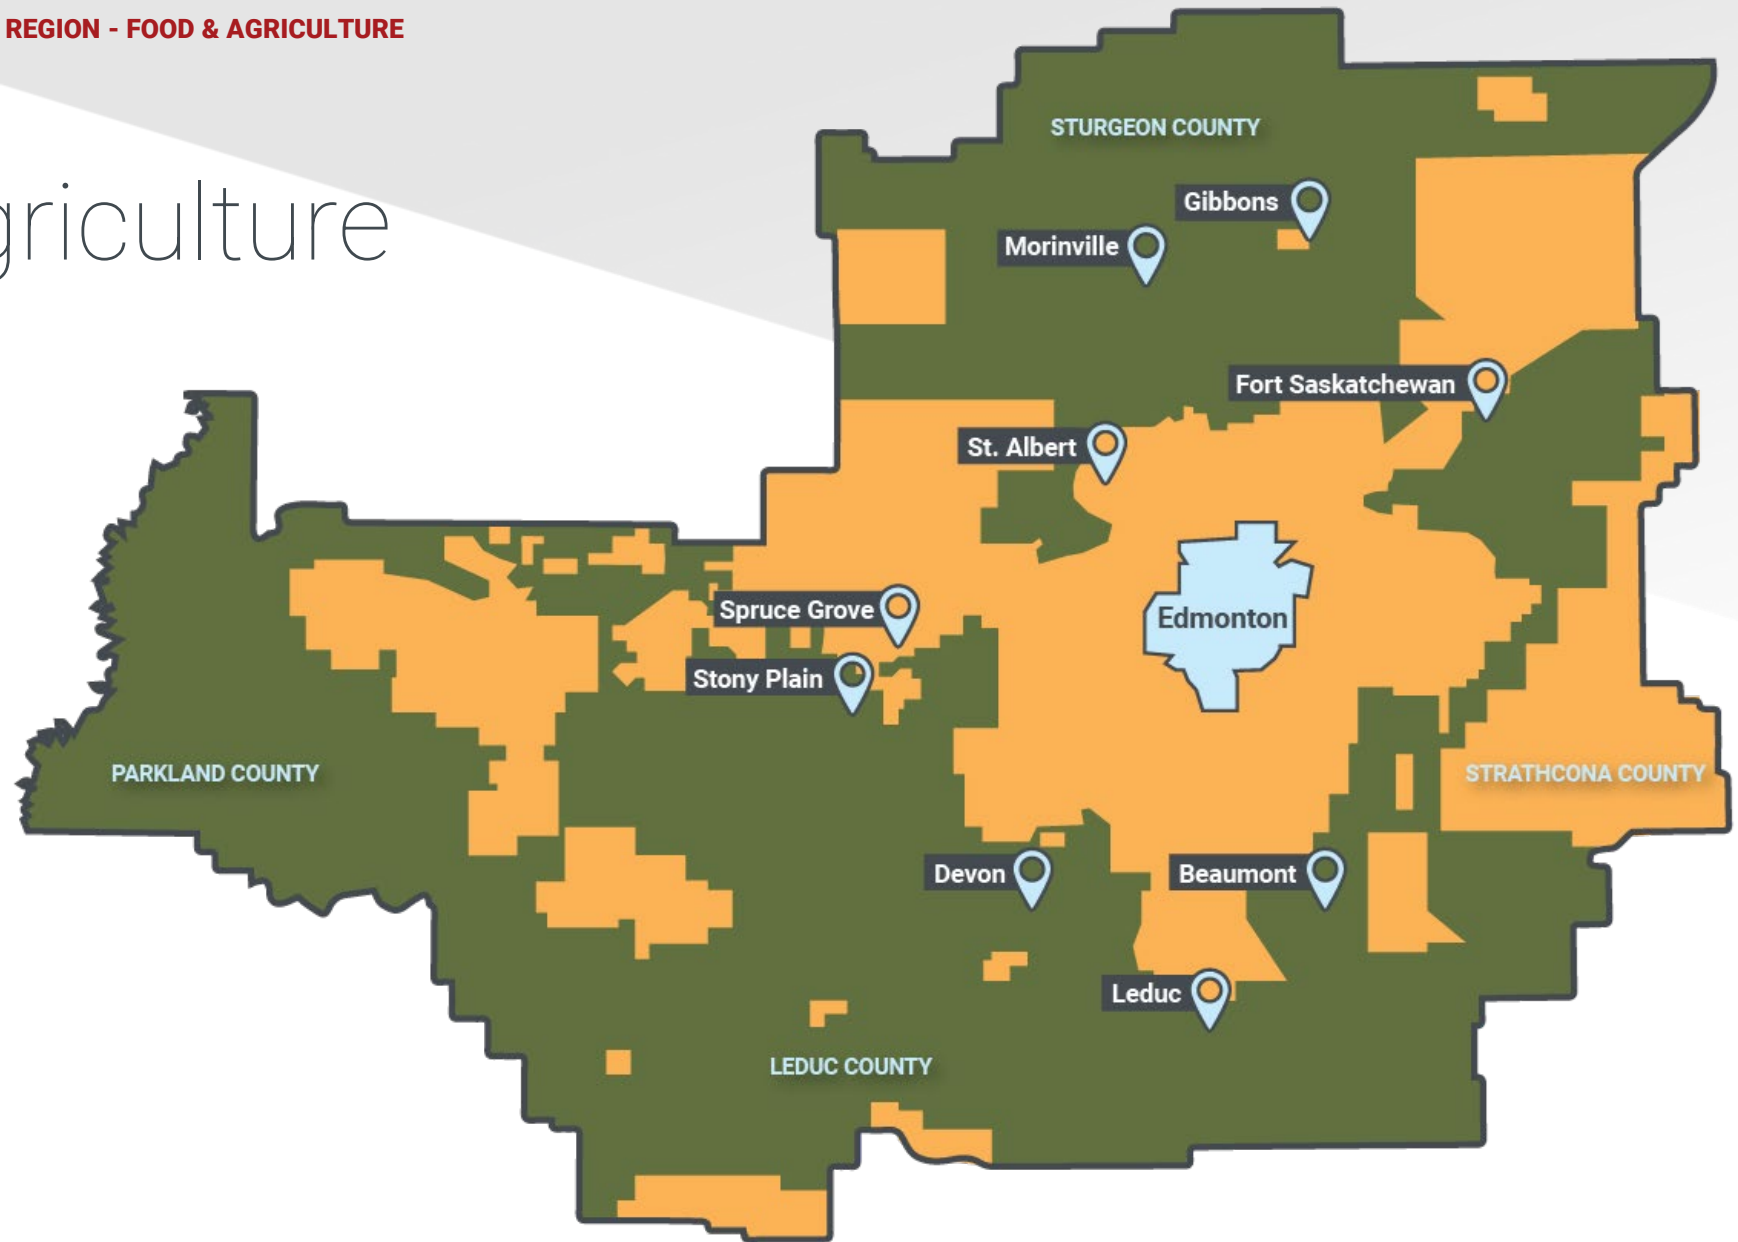 REGION - FOOD & AGRICULTURE
griculture
STURGEON COUNTY
Gibbons
Morinville
Fort Saskatchewan
St. Albert
Edmonton
Spruce Grove
Stony Plain
PARKLAND COUNTY
STRATHCONA COUNTY
Devon
Beaumont
Leduc
LEDUC COUNTY